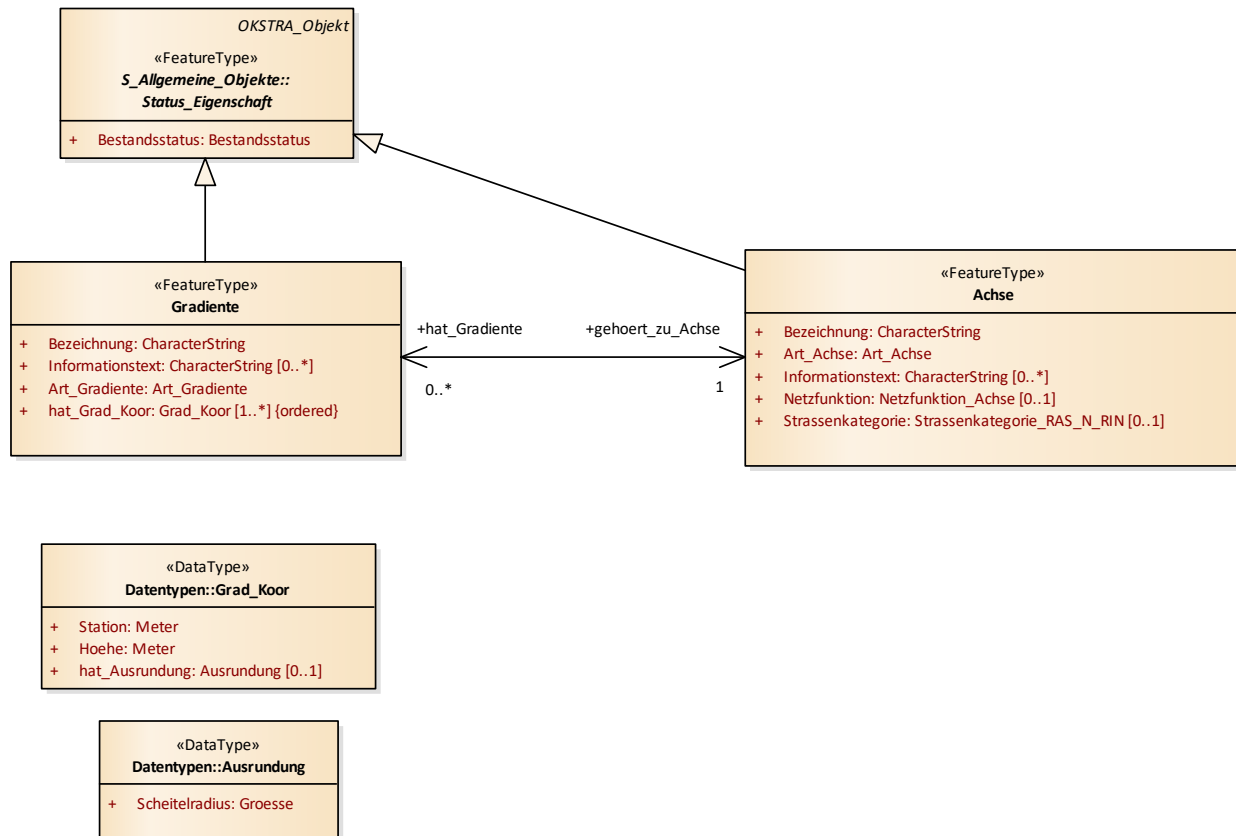 OKSTRA_Objekt
«FeatureType»
S_Allgemeine_Objekte::
Status_Eigenschaft
+ Bestandsstatus: Bestandsstatus
«FeatureType»
Gradiente
+ Bezeichnung: CharacterString
+ Informationstext: CharacterString [0..*]
+ Art_Gradiente: Art_Gradiente
+ hat_Grad_Koor: Grad_Koor [1..*] {ordered}
+hat_Gradiente
0..*
+gehoert_zu_Achse
1
«FeatureType»
Achse
+ Bezeichnung: CharacterString
+ Art_Achse: Art_Achse
+ Informationstext: CharacterString [0..*]
+ Netzfunktion: Netzfunktion_Achse [0..1]
+ Strassenkategorie: Strassenkategorie_RAS_N_RIN [0..1]
«DataType»
Datentypen::Grad_Koor
+ Station: Meter
+ Hoehe: Meter
+ hat_Ausrundung: Ausrundung [0..1]
«DataType»
Datentypen::Ausrundung
+ Scheitelradius: Groesse